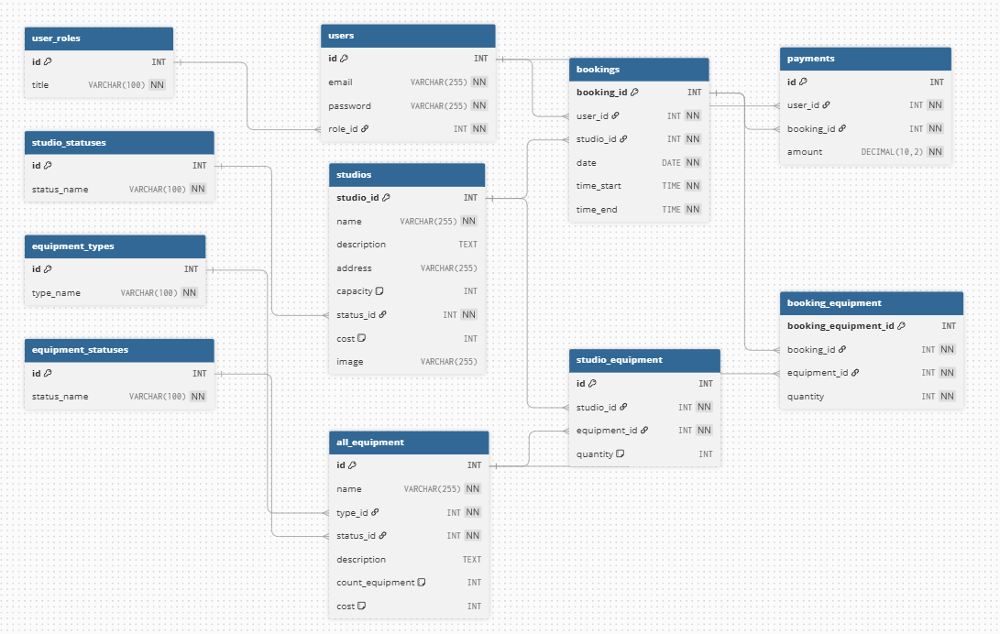 user_roles
id INT
title VARCHAR(100) NN
studio_statuses
id INT
status_name VARCHAR(100) NN
equipment_types
id INT
type_name VARCHAR(100) NN
equipment_statuses
id INT
status_name VARCHAR(100) NN
users
id INT
email VARCHAR(255) NN
password VARCHAR(255) NN
role_id INT NN
studios
studio_id INT
name VARCHAR(255) NN
description TEXT
address VARCHAR(255)
capacity INT
status_id INT NN
cost INT
image VARCHAR(255)
all_equipment
id INT
name VARCHAR(255) NN
type_id INT NN
status_id INT NN
description TEXT
count_equipment INT
cost INT
bookings
booking_id INT
user_id INT NN
studio_id INT NN
date DATE NN
time_start TIME NN
time_end TIME NN
studio_equipment
id INT
studio_id INT NN
equipment_id INT NN
quantity INT
payments
id INT
user_id INT NN
booking_id INT NN
amount DECIMAL(10,2) NN
booking_equipment
booking_equipment_id INT
booking_id INT NN
equipment_id INT NN
quantity INT NN